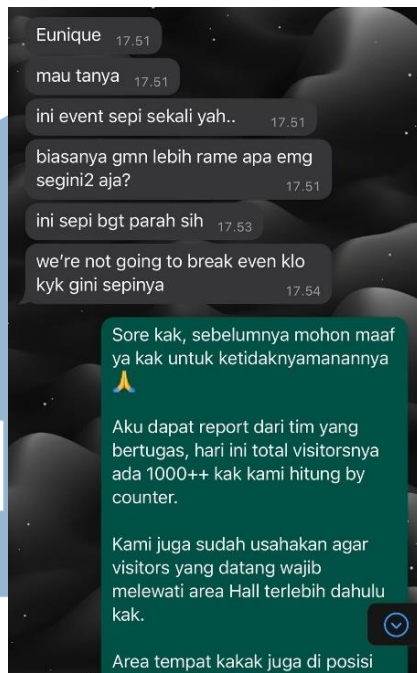 Eunique 17.51
mau tanya 17.51
ini event sepi sekali yah.. 17.51
biasanya gmn lebih rame apa emg
segini2 aja? 17.51
ini sepi bgt parah sih 17.53
we're not going to break even klo
kyk gini sepinya 17.54
Sore kak, sebelumnya mohon maaf
ya kak untuk ketidaknyamanannya
🙏
Aku dapat report dari tim yang
bertugas, hari ini total visitorsnya
ada 1000++ kak kami hitung by
counter.
Kami juga sudah usahakan agar
visitors yang datang wajib
melewati area Hall terlebih dahulu
kak.
Area tempat kakak juga di posisi